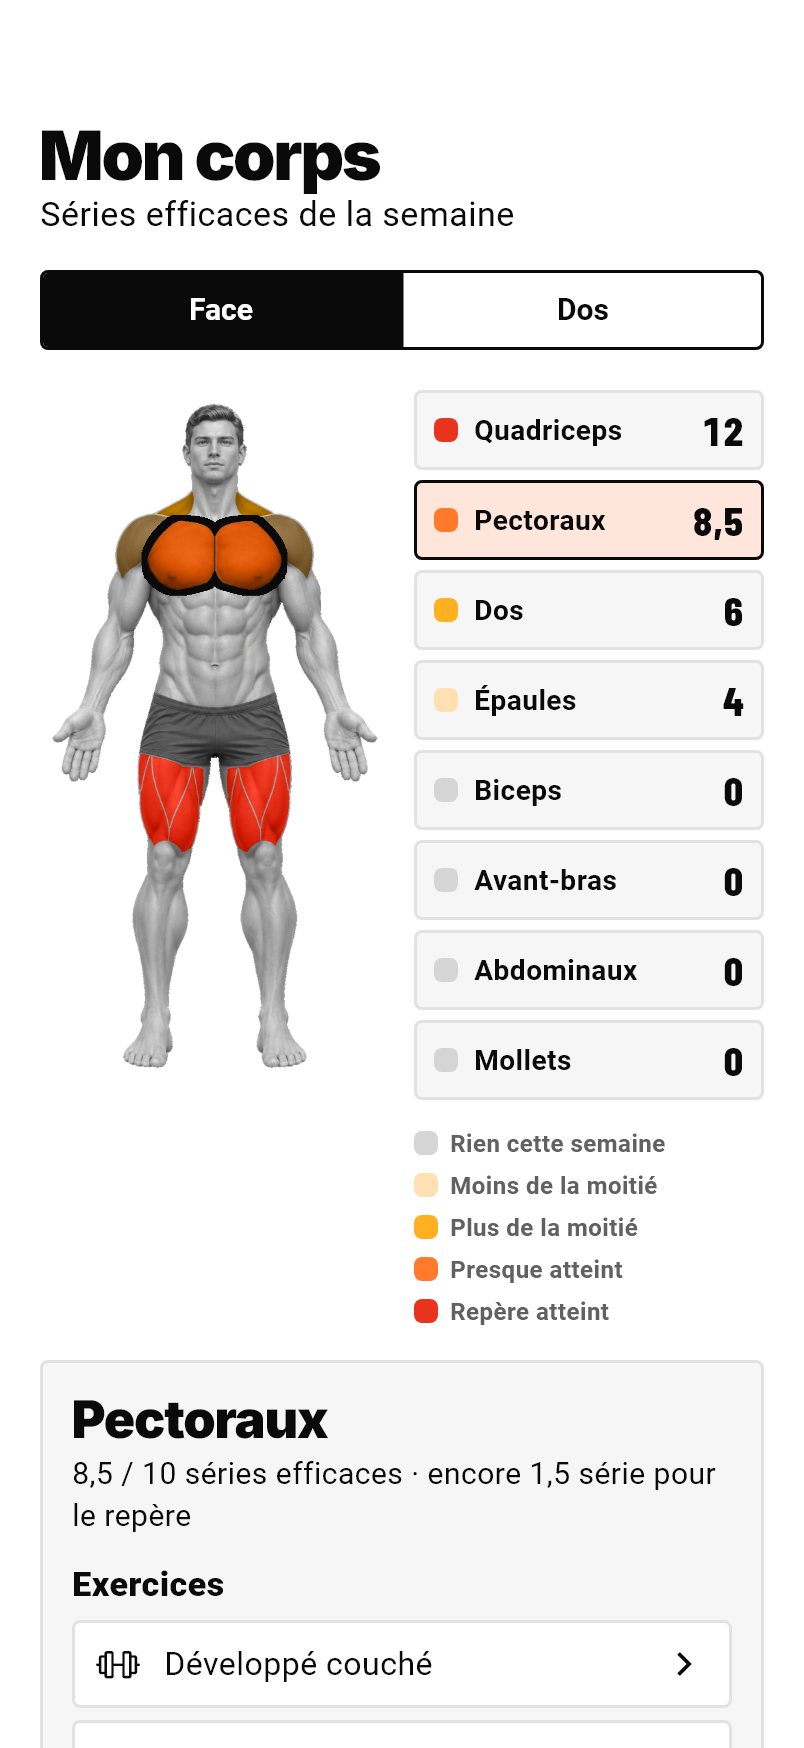 Mon corps
Séries efficaces de la semaine
Face
Dos
Quadriceps 12
Pectoraux 8,5
Dos 6
Épaules 4
Biceps 0
Avant-bras 0
Abdominaux 0
Mollets 0
Rien cette semaine
Moins de la moitié
Plus de la moitié
Presque atteint
Repère atteint
Pectoraux
8,5 / 10 séries efficaces · encore 1,5 série pour
le repère
Exercices
Développé couché